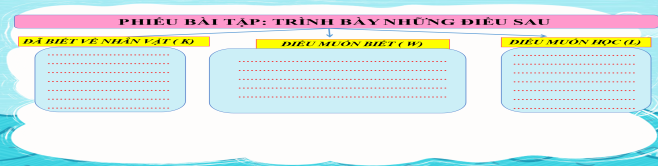 PHIẾU BÀI TẬP: TRÌNH BÀY NHỮNG ĐIỀU SAU
ĐÃ BIẾT VỀ NHÂN VẬT ( K)
ĐIỀU MUỐN BIẾT ( W)
ĐIỀU MUỐN HỌC (L)